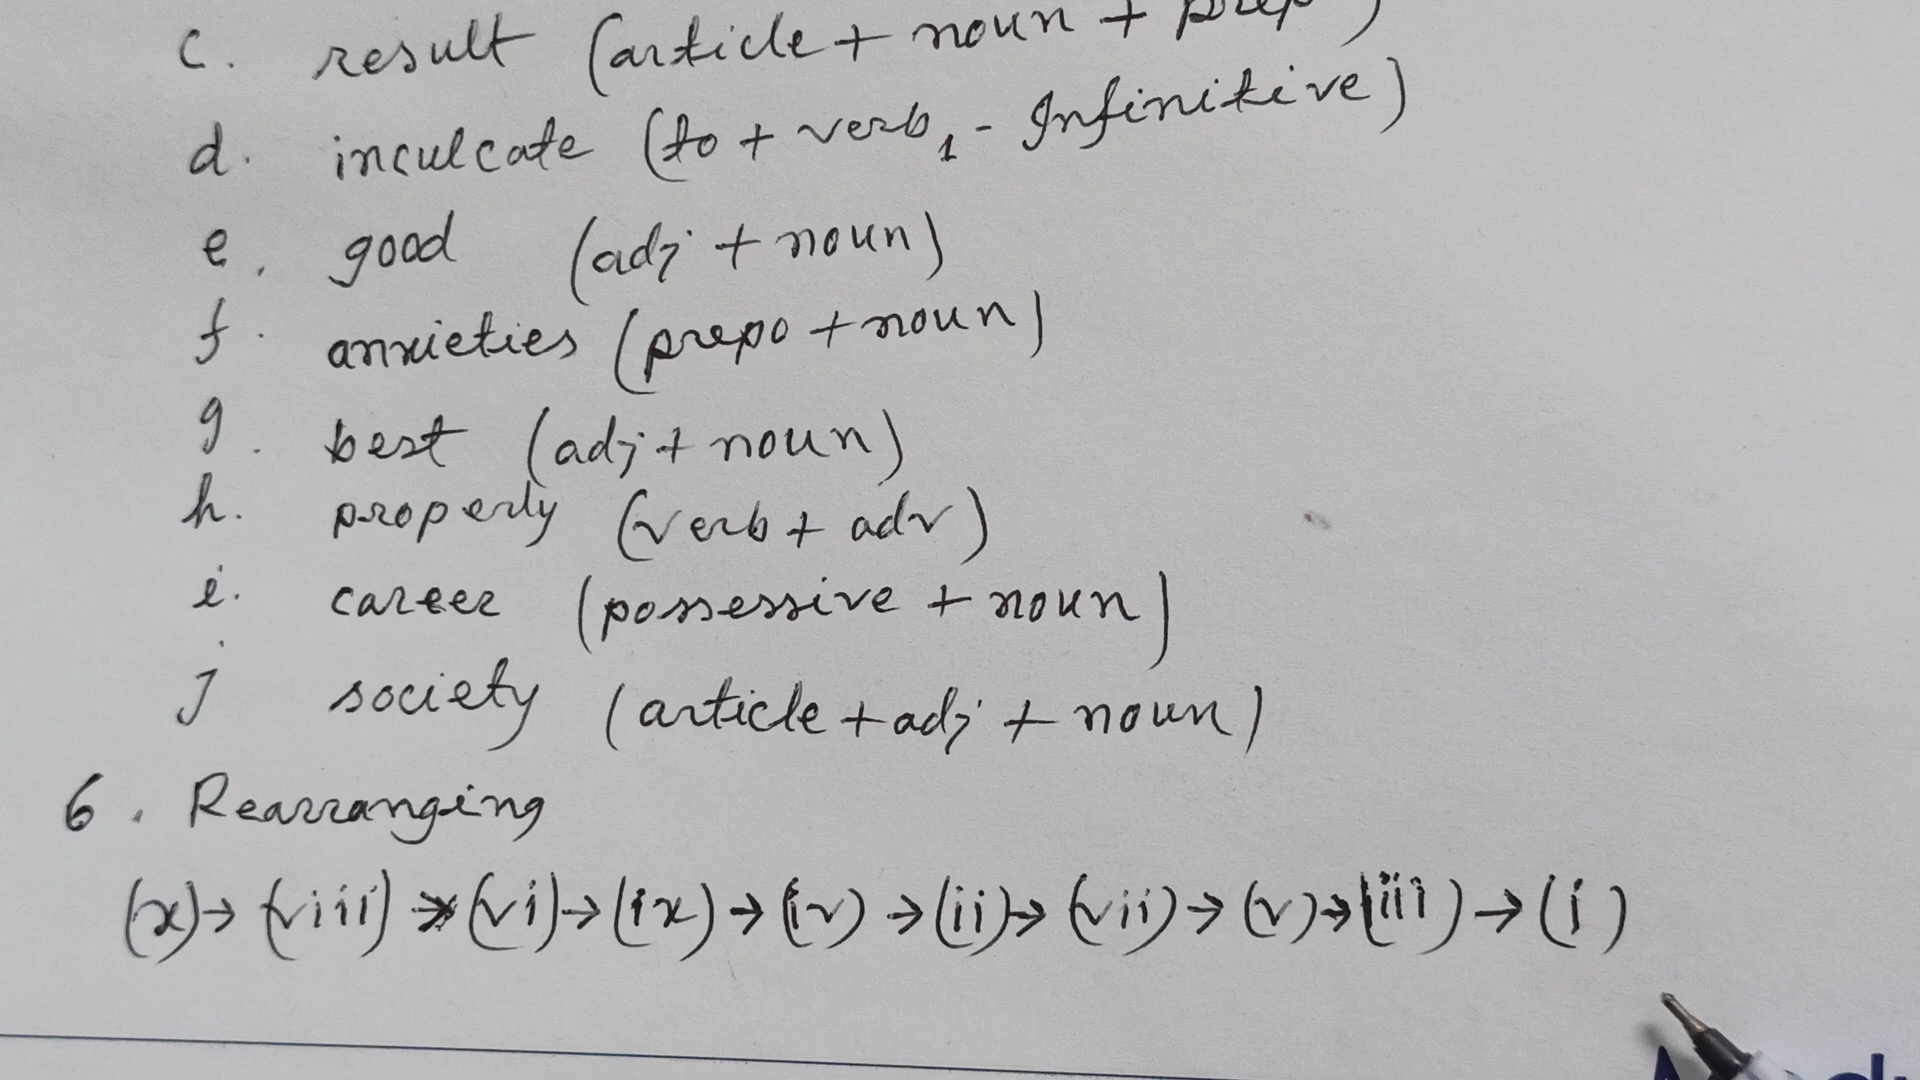 c. result (article + noun + prep)
d. inculcate (to + verb1 - Infinitive)
e. good (adj + noun)
f. anxieties (prepo + noun)
g. best (adj + noun)
h. properly (verb + adv)
i. career (possessive + noun)
j society (article + adj + noun)
6. Rearranging
(x) → (viii) → (vi) → (ix) → (iv) → (ii) → (vii) → (v) → (iii) → (i)